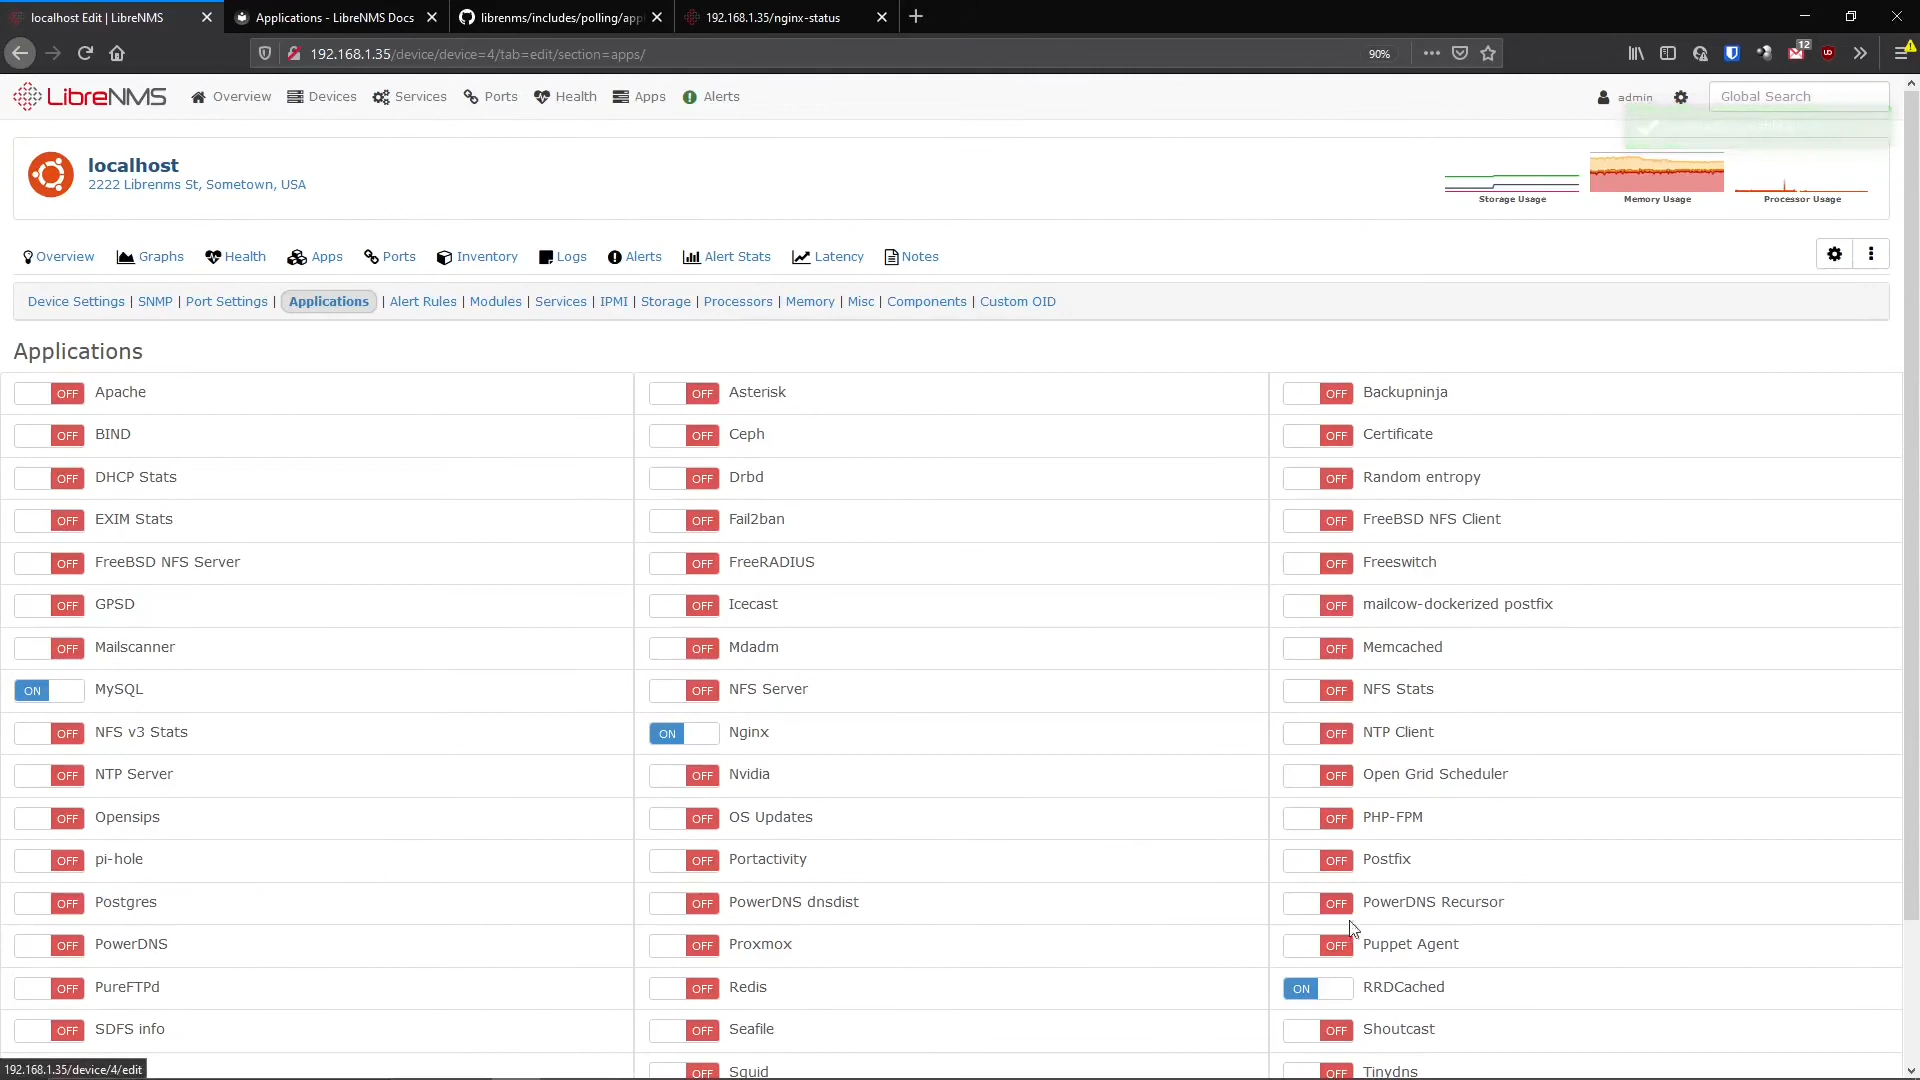 localhost Edit | LibreNMS
Applications - LibreNMS Docs
librenms/includes/polling/app
192.168.1.35/nginx-status
192.168.1.35/device/device=4/tab=edit/section=apps/
90%
12
LibreNMS
Overview
Devices
Services
Ports
Health
Apps
Alerts
admin
Global Search
localhost
2222 Librenms St, Sometown, USA
Storage Usage
Memory Usage
Processor Usage
Overview
Graphs
Health
Apps
Ports
Inventory
Logs
Alerts
Alert Stats
Latency
Notes
Device Settings | SNMP | Port Settings | Applications | Alert Rules | Modules | Services | IPMI | Storage | Processors | Memory | Misc | Components | Custom OID
Applications
OFF Apache
OFF Asterisk
OFF Backupninja
OFF BIND
OFF Ceph
OFF Certificate
OFF DHCP Stats
OFF Drbd
OFF Random entropy
OFF EXIM Stats
OFF Fail2ban
OFF FreeBSD NFS Client
OFF FreeBSD NFS Server
OFF FreeRADIUS
OFF Freeswitch
OFF GPSD
OFF Icecast
OFF mailcow-dockerized postfix
OFF Mailscanner
OFF Mdadm
OFF Memcached
ON MySQL
OFF NFS Server
OFF NFS Stats
OFF NFS v3 Stats
ON Nginx
OFF NTP Client
OFF NTP Server
OFF Nvidia
OFF Open Grid Scheduler
OFF Opensips
OFF OS Updates
OFF PHP-FPM
OFF pi-hole
OFF Portactivity
OFF Postfix
OFF Postgres
OFF PowerDNS dnsdist
OFF PowerDNS Recursor
OFF PowerDNS
OFF Proxmox
OFF Puppet Agent
OFF PureFTPd
OFF Redis
ON RRDCached
OFF SDFS info
OFF Seafile
OFF Shoutcast
OFF Squid
OFF Tinydns
192.168.1.35/device/4/edit